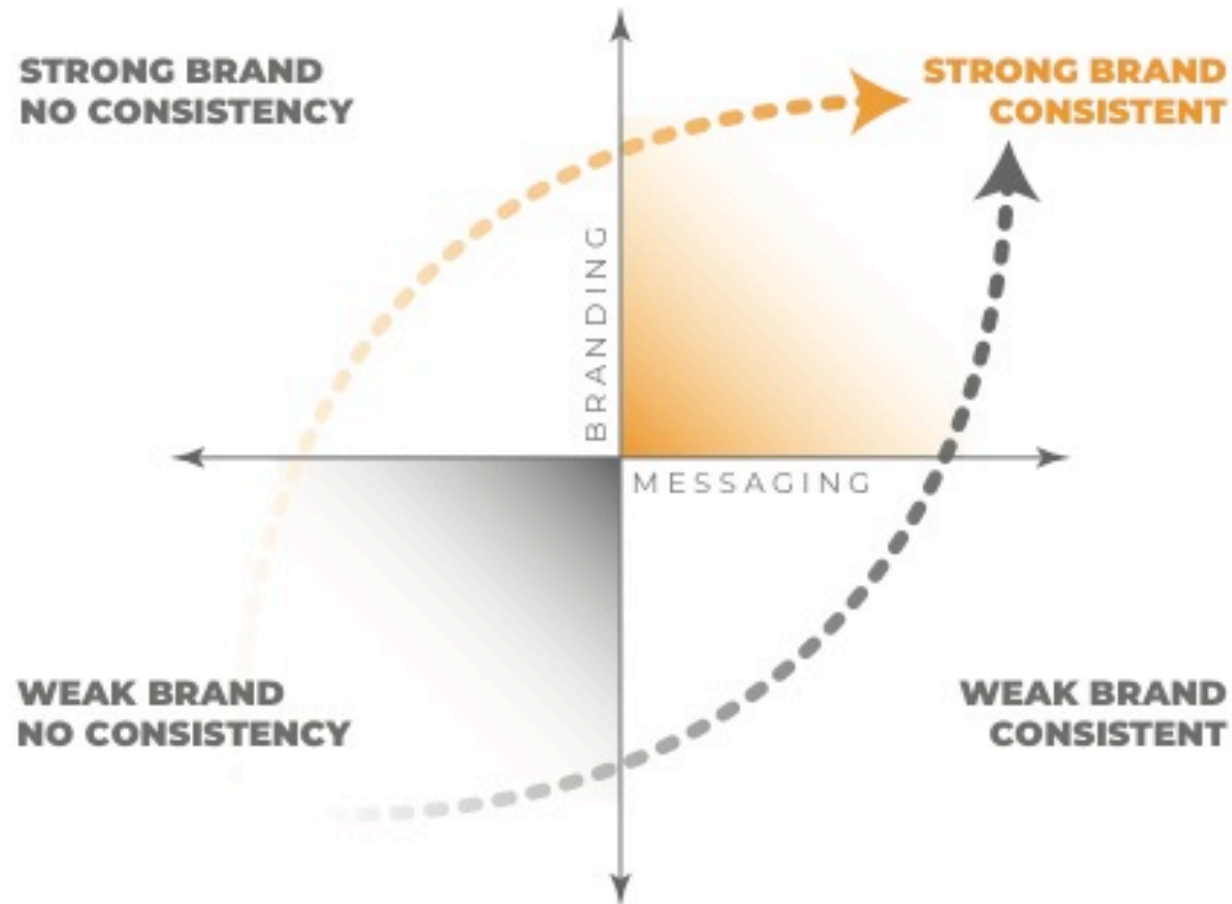 STRONG BRAND
NO CONSISTENCY
STRONG BRAND
CONSISTENT
BRANDING
MESSAGING
WEAK BRAND
NO CONSISTENCY
WEAK BRAND
CONSISTENT